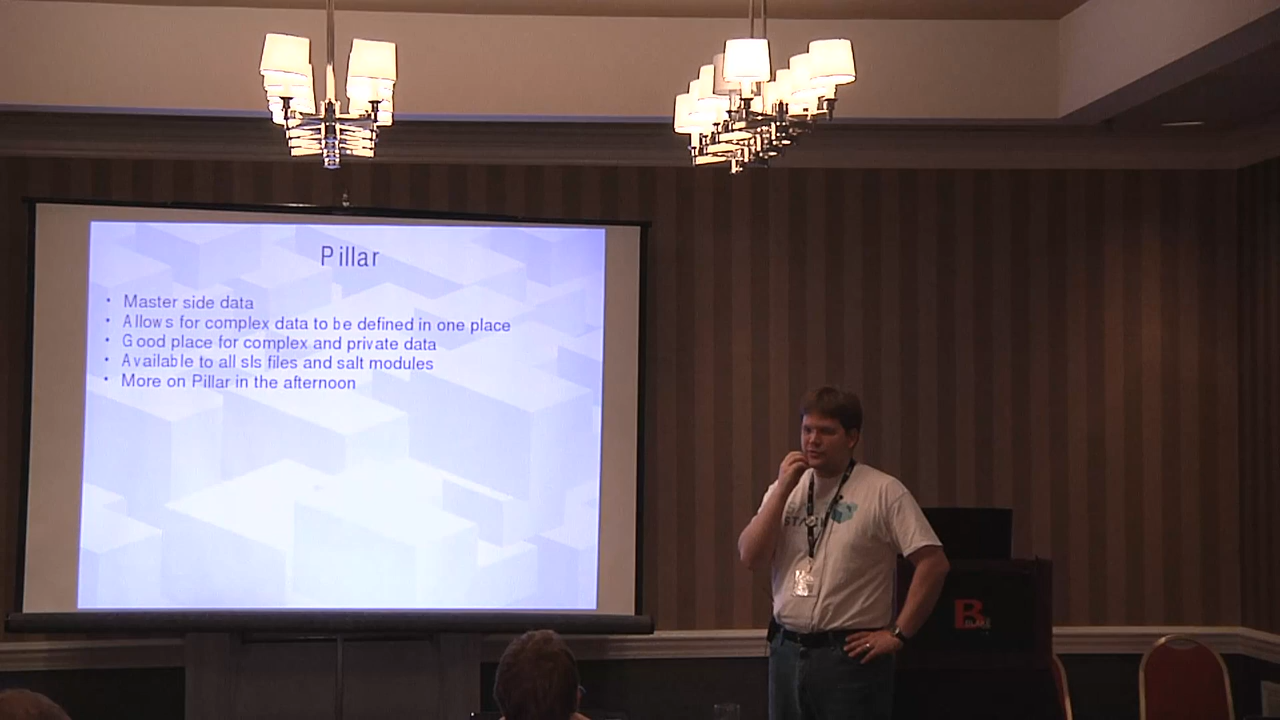 Pillar
• Master side data
• Allows for complex data to be defined in one place
• Good place for complex and private data
• Available to all sls files and salt modules
• More on Pillar in the afternoon